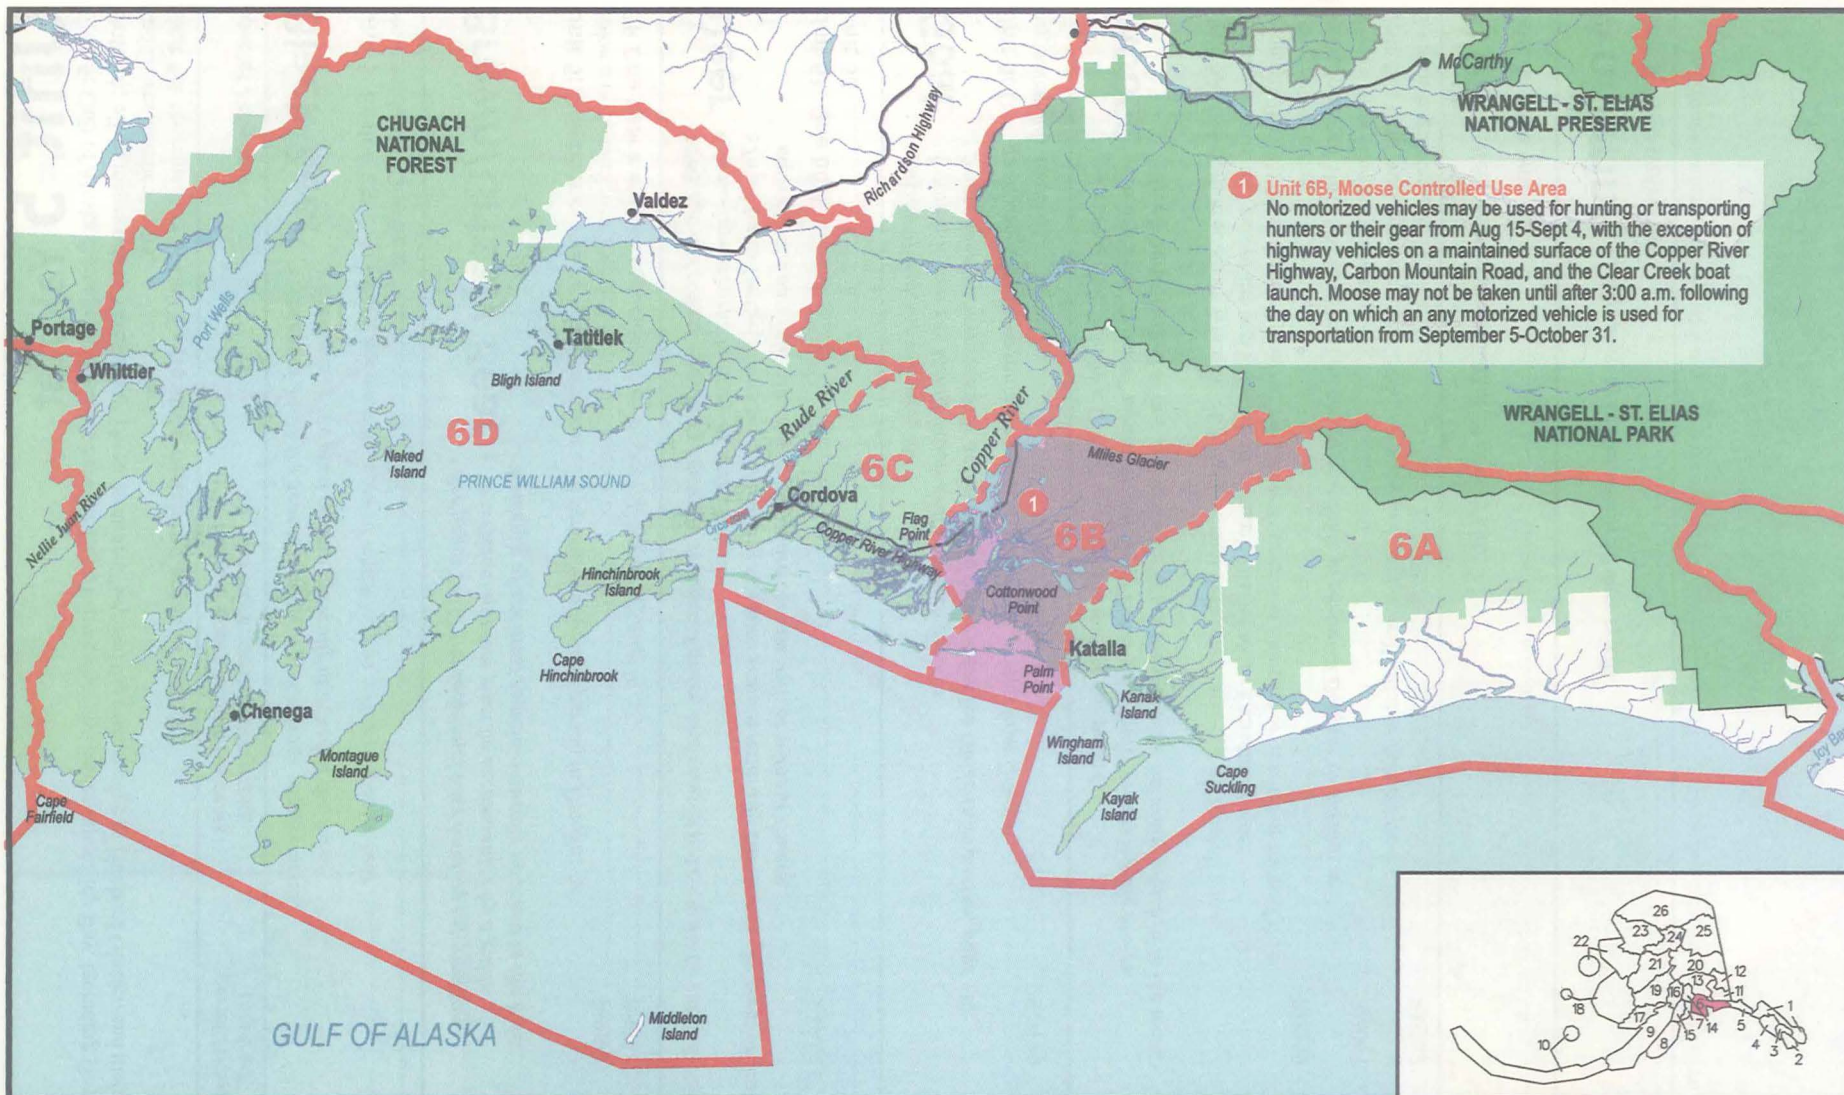 McCarthy
WRANGELL - ST. ELIAS
NATIONAL PRESERVE
CHUGACH
NATIONAL
FOREST
Richardson Highway
Valdez
1 Unit 6B, Moose Controlled Use Area
No motorized vehicles may be used for hunting or transporting
hunters or their gear from Aug 15-Sept 4, with the exception of
highway vehicles on a maintained surface of the Copper River
Highway, Carbon Mountain Road, and the Clear Creek boat
launch. Moose may not be taken until after 3:00 a.m. following
the day on which an any motorized vehicle is used for
transportation from September 5-October 31.
Port Wells
Portage
Whittier
Tatitlek
Bligh Island
Rude River
Copper River
WRANGELL - ST. ELIAS
NATIONAL PARK
6D
Naked
Island
PRINCE WILLIAM SOUND
6C
Miles Glacier
1
6B
6A
Nellie Juan River
Cordova
Flag
Point
Copper River Highway
Hinchinbrook
Island
Cottonwood
Point
Katalla
Cape
Hinchinbrook
Palm
Point
Kanak
Island
Chenega
Montague
Island
Wingham
Island
Cape
Suckling
Kayak
Island
Cape
Fairfield
Icy Ba
GULF OF ALASKA
Middleton
Island
26
23
24
25
22
21
20
12
13
11
19
16
6
18
17
7
14
5
1
15
9
8
10
4
3
2